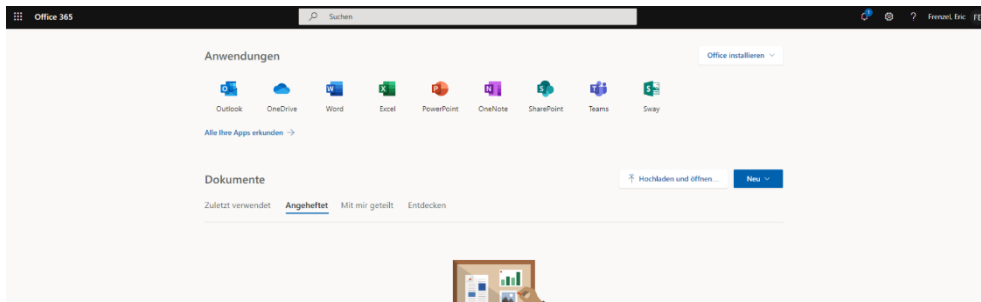 Office 365
Suchen
?
Frenzel, Eric
FE
Anwendungen
Office installieren
Outlook OneDrive Word Excel PowerPoint OneNote SharePoint Teams Sway
Alle Ihre Apps erkunden →
Dokumente
Hochladen und öffnen...
Neu
Zuletzt verwendet Angeheftet Mit mir geteilt Entdecken